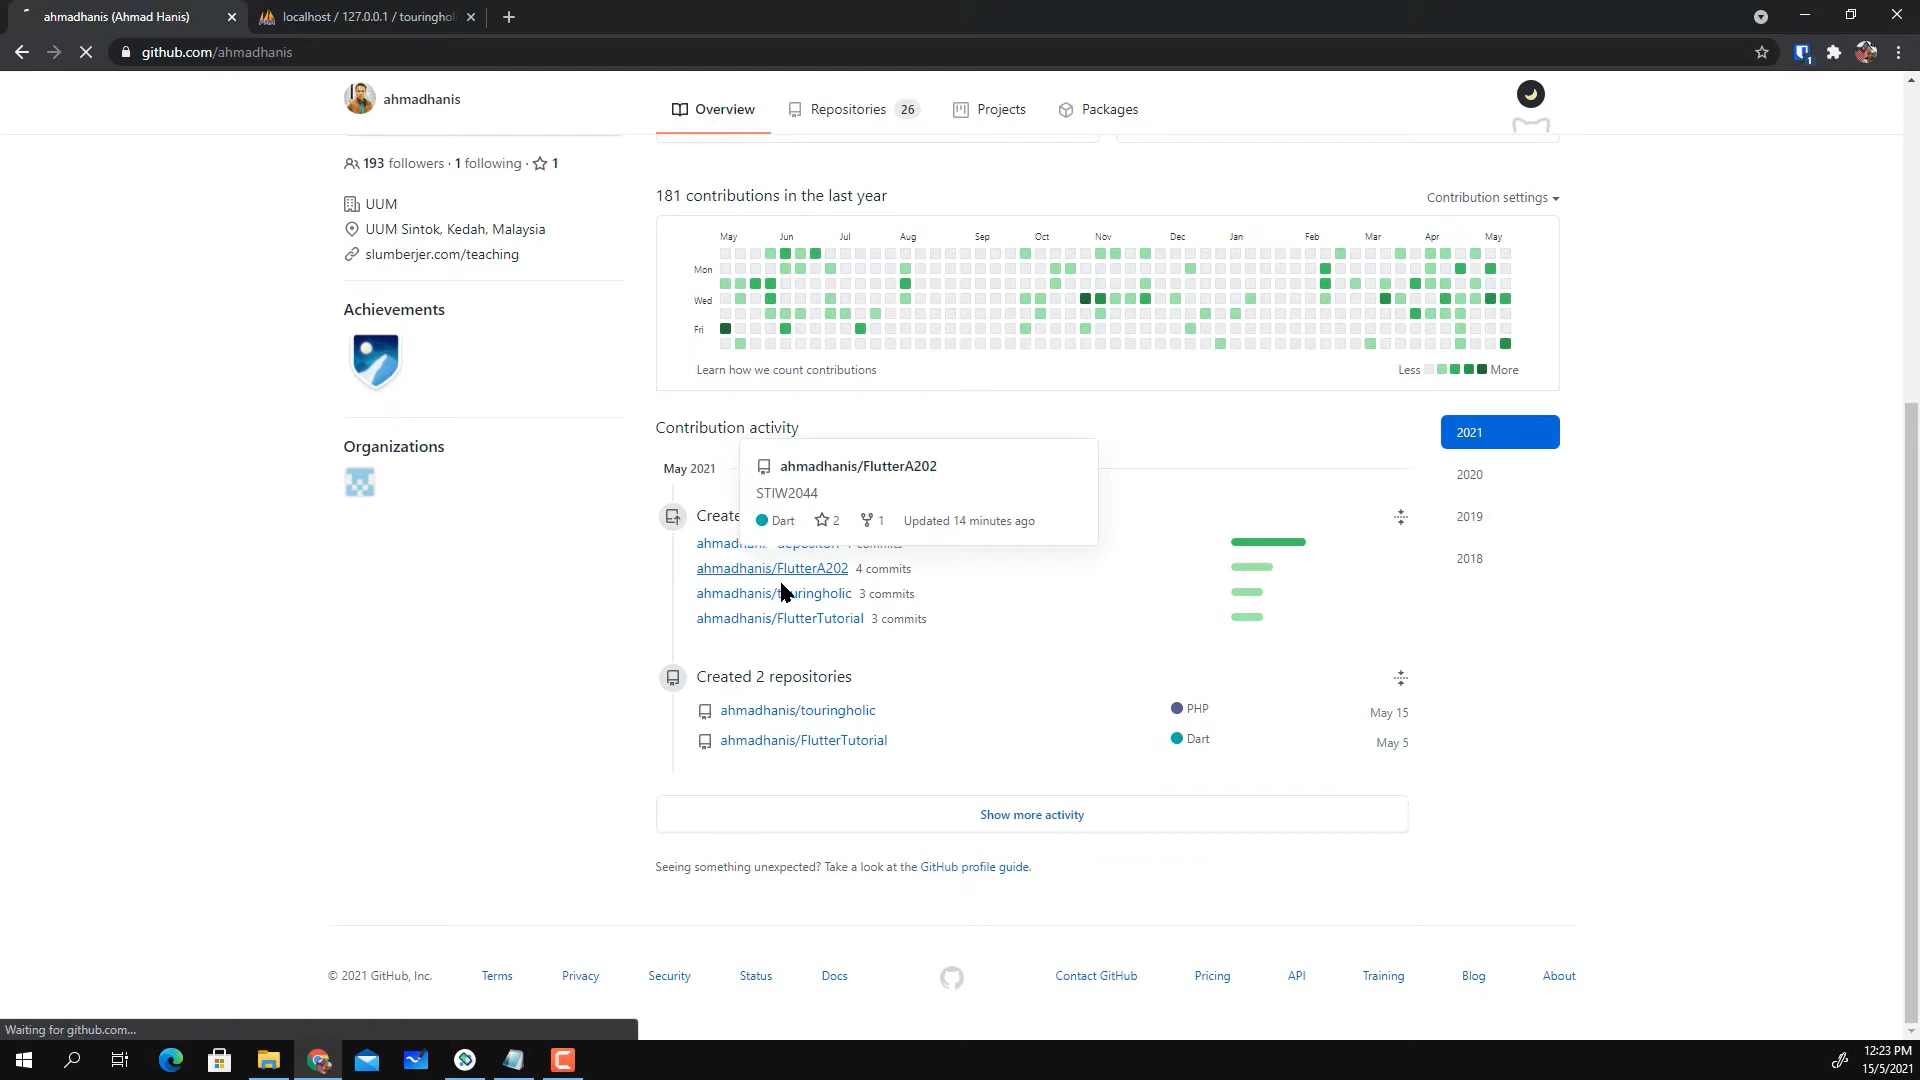 ahmadhanis (Ahmad Hanis)
localhost / 127.0.0.1 / touringhol
github.com/ahmadhanis
ahmadhanis
Overview
Repositories 26
Projects
Packages
193 followers · 1 following · 1
UUM
UUM Sintok, Kedah, Malaysia
slumberjer.com/teaching
Achievements
Organizations
181 contributions in the last year
Contribution settings
May Jun Jul Aug Sep Oct Nov Dec Jan Feb Mar Apr May
Mon
Wed
Fri
Learn how we count contributions
Less More
Contribution activity
2021
2020
2019
2018
May 2021
ahmadhanis/FlutterA202
STIW2044
Dart 2 1 Updated 14 minutes ago
Create
ahmadhanis/FlutterA202 4 commits
ahmadhanis/touringholic 3 commits
ahmadhanis/FlutterTutorial 3 commits
Created 2 repositories
ahmadhanis/touringholic PHP May 15
ahmadhanis/FlutterTutorial Dart May 5
Show more activity
Seeing something unexpected? Take a look at the GitHub profile guide.
© 2021 GitHub, Inc. Terms Privacy Security Status Docs Contact GitHub Pricing API Training Blog About
Waiting for github.com...
12:23 PM
15/5/2021